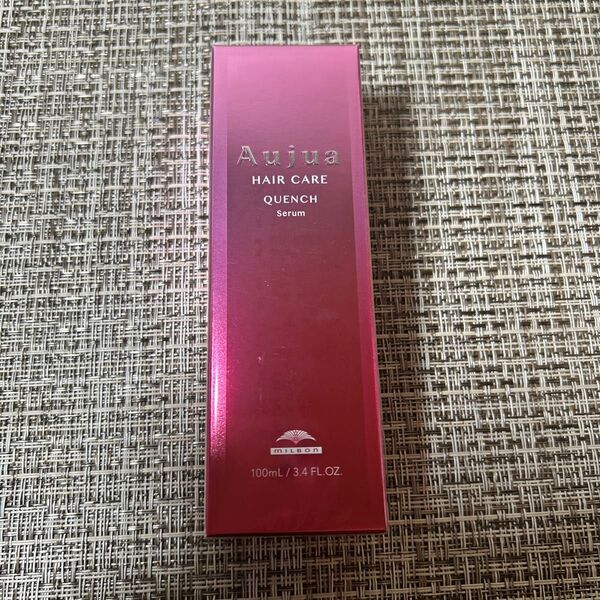 Aujua
HAIR CARE
QUENCH
Serum
MILBON
100mL / 3.4 FL.OZ.